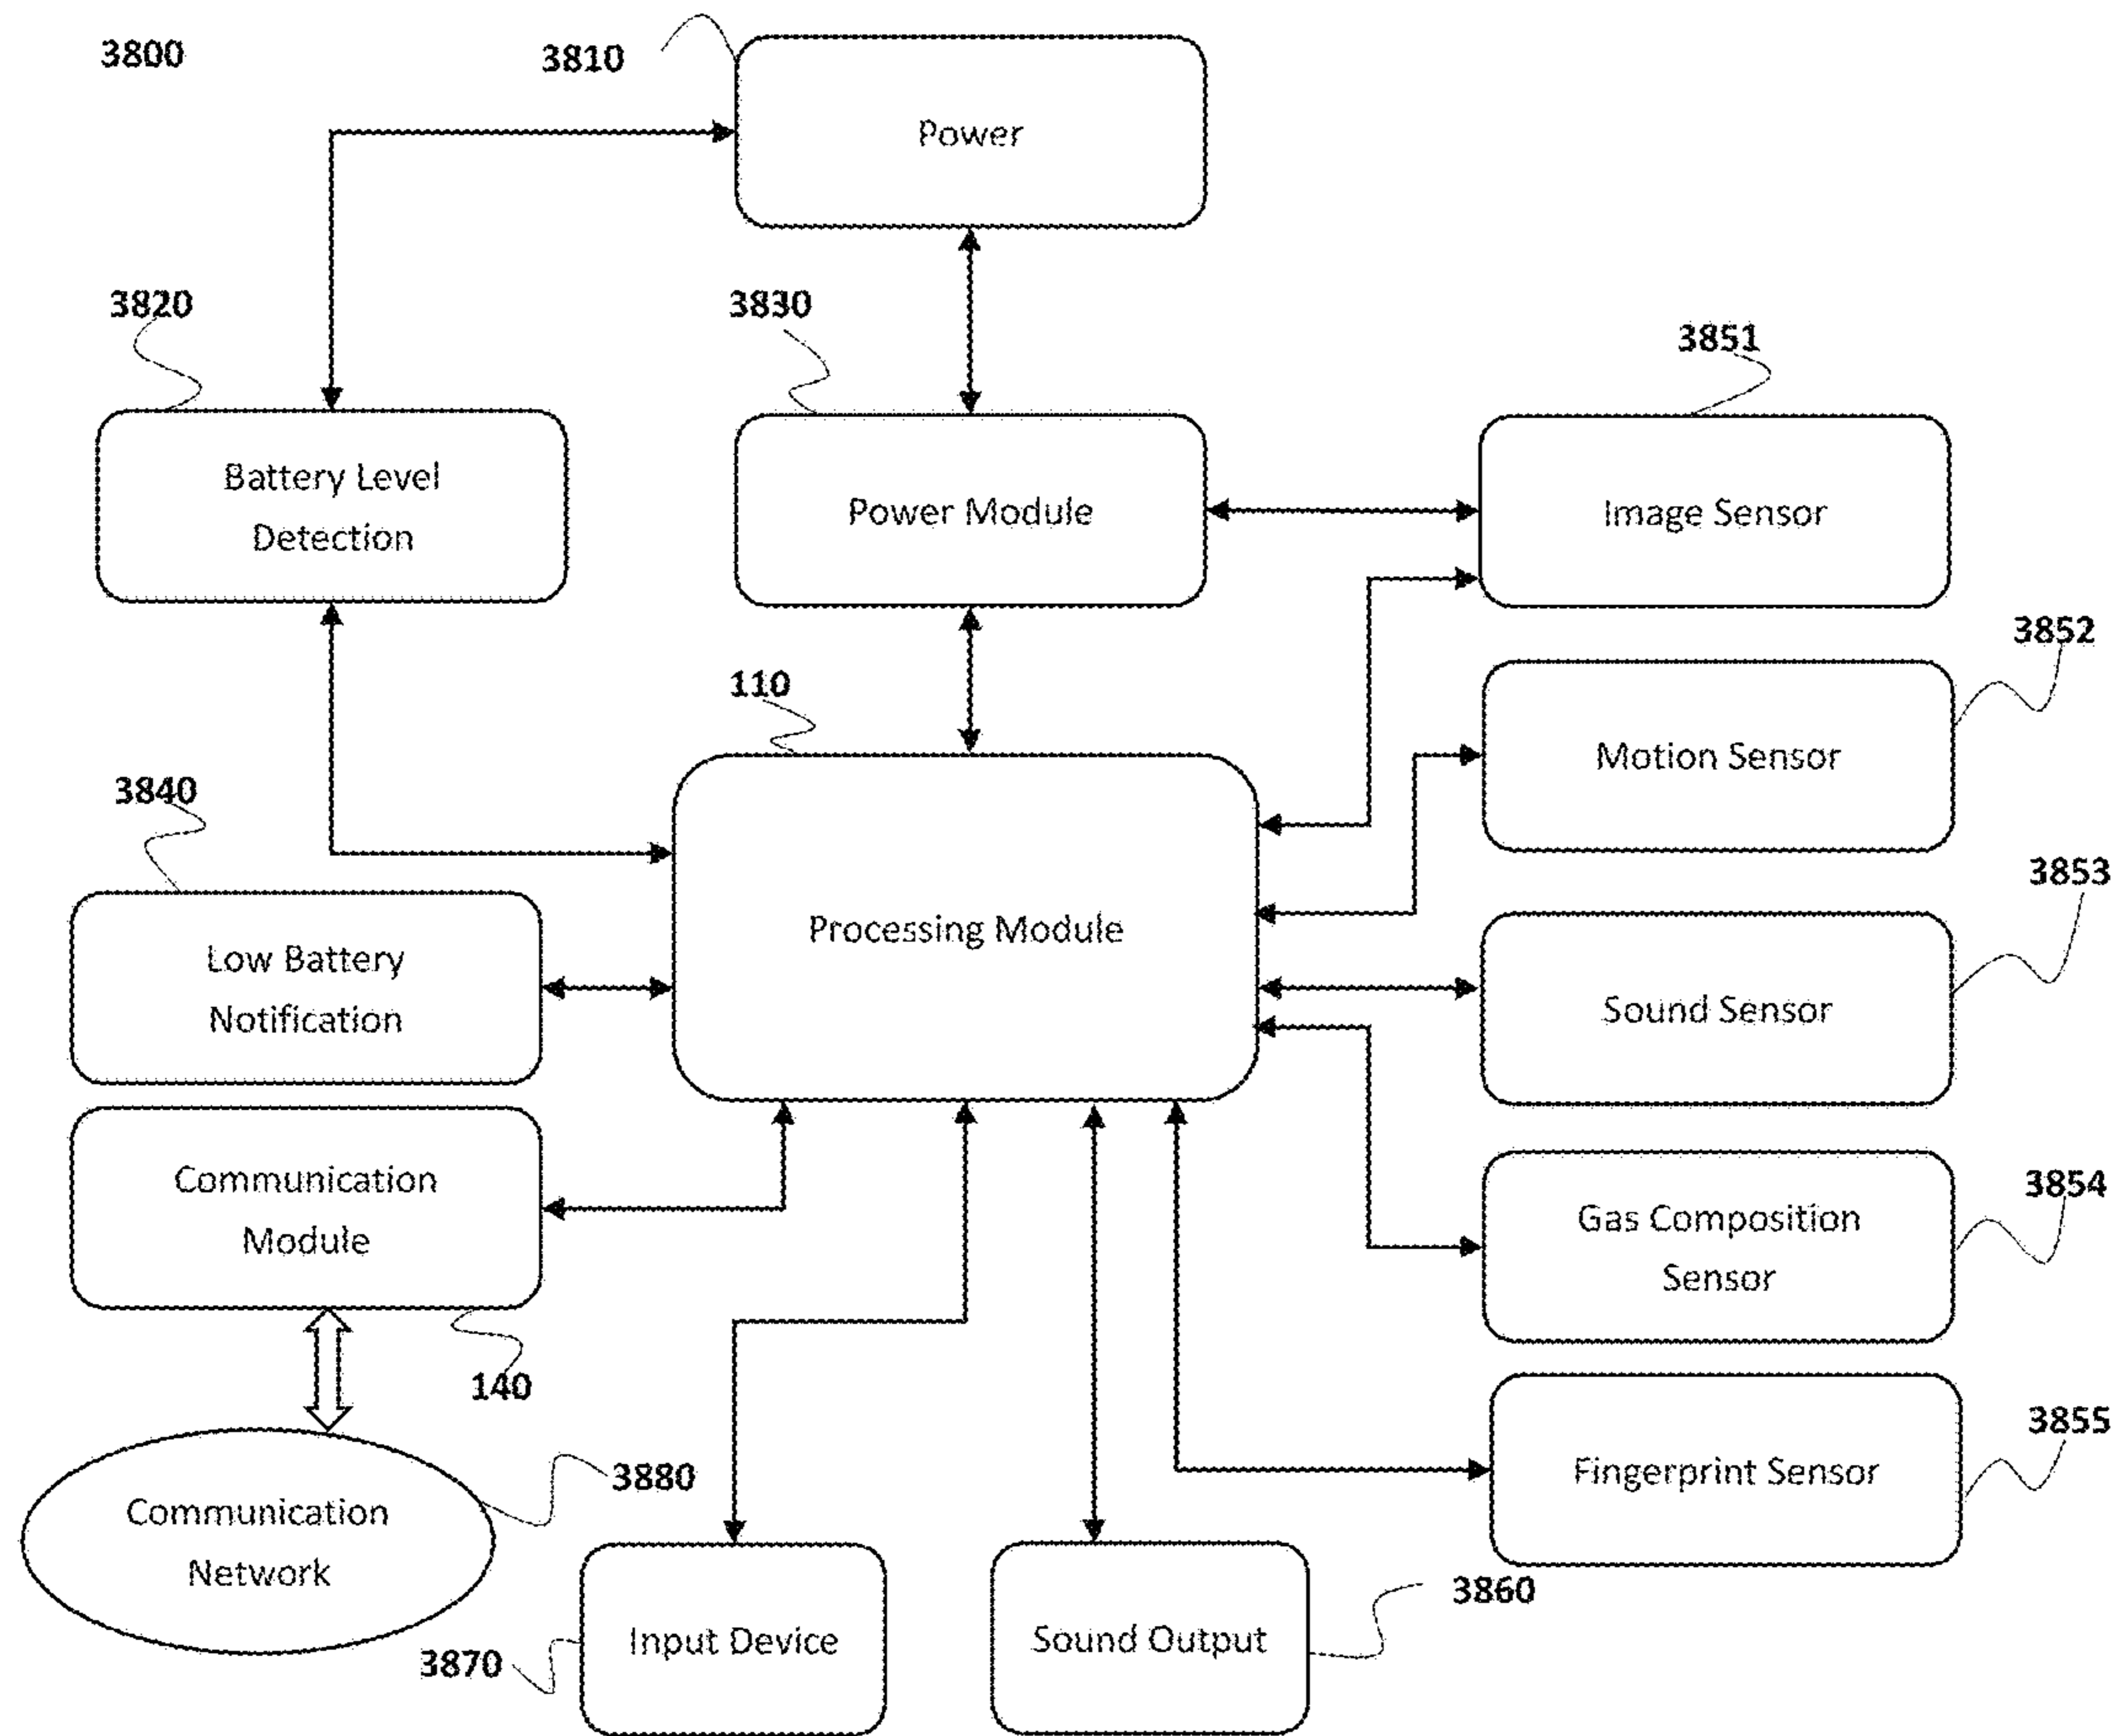 3800
3810
Power
3820
3830
3851
Battery Level
Detection
Power Module
Image Sensor
3852
110
Motion Sensor
3840
3853
Processing Module
Low Battery
Notification
Sound Sensor
Communication
Module
3854
Gas Composition
Sensor
140
3855
3880
Fingerprint Sensor
Communication
Network
3860
Input Device
Sound Output
3870